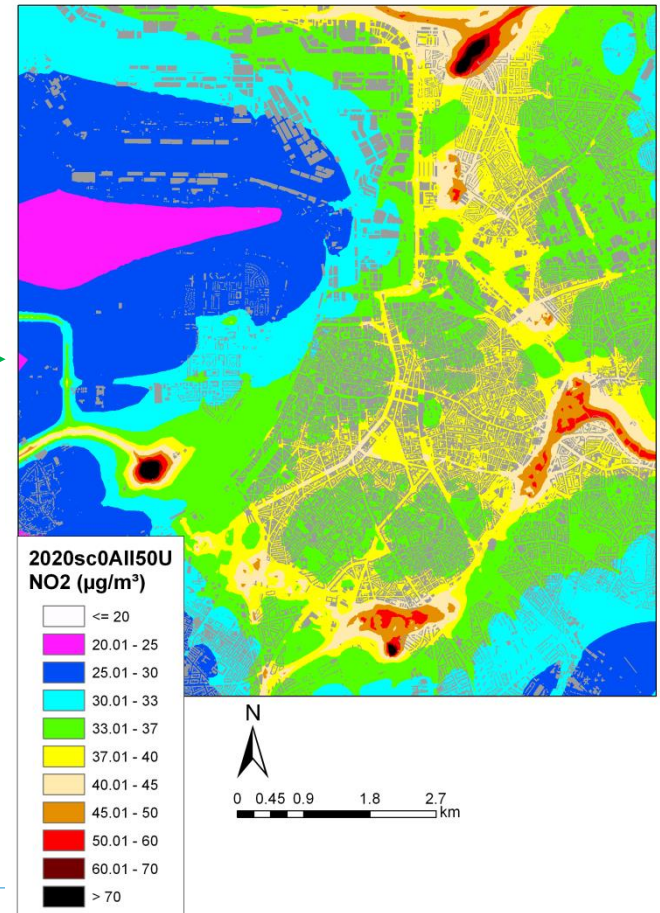 2020sc0All50U
NO2 (µg/m³)
<= 20
20.01 - 25
25.01 - 30
30.01 - 33
33.01 - 37
37.01 - 40
40.01 - 45
45.01 - 50
50.01 - 60
60.01 - 70
> 70
N
0 0.45 0.9 1.8 2.7
km